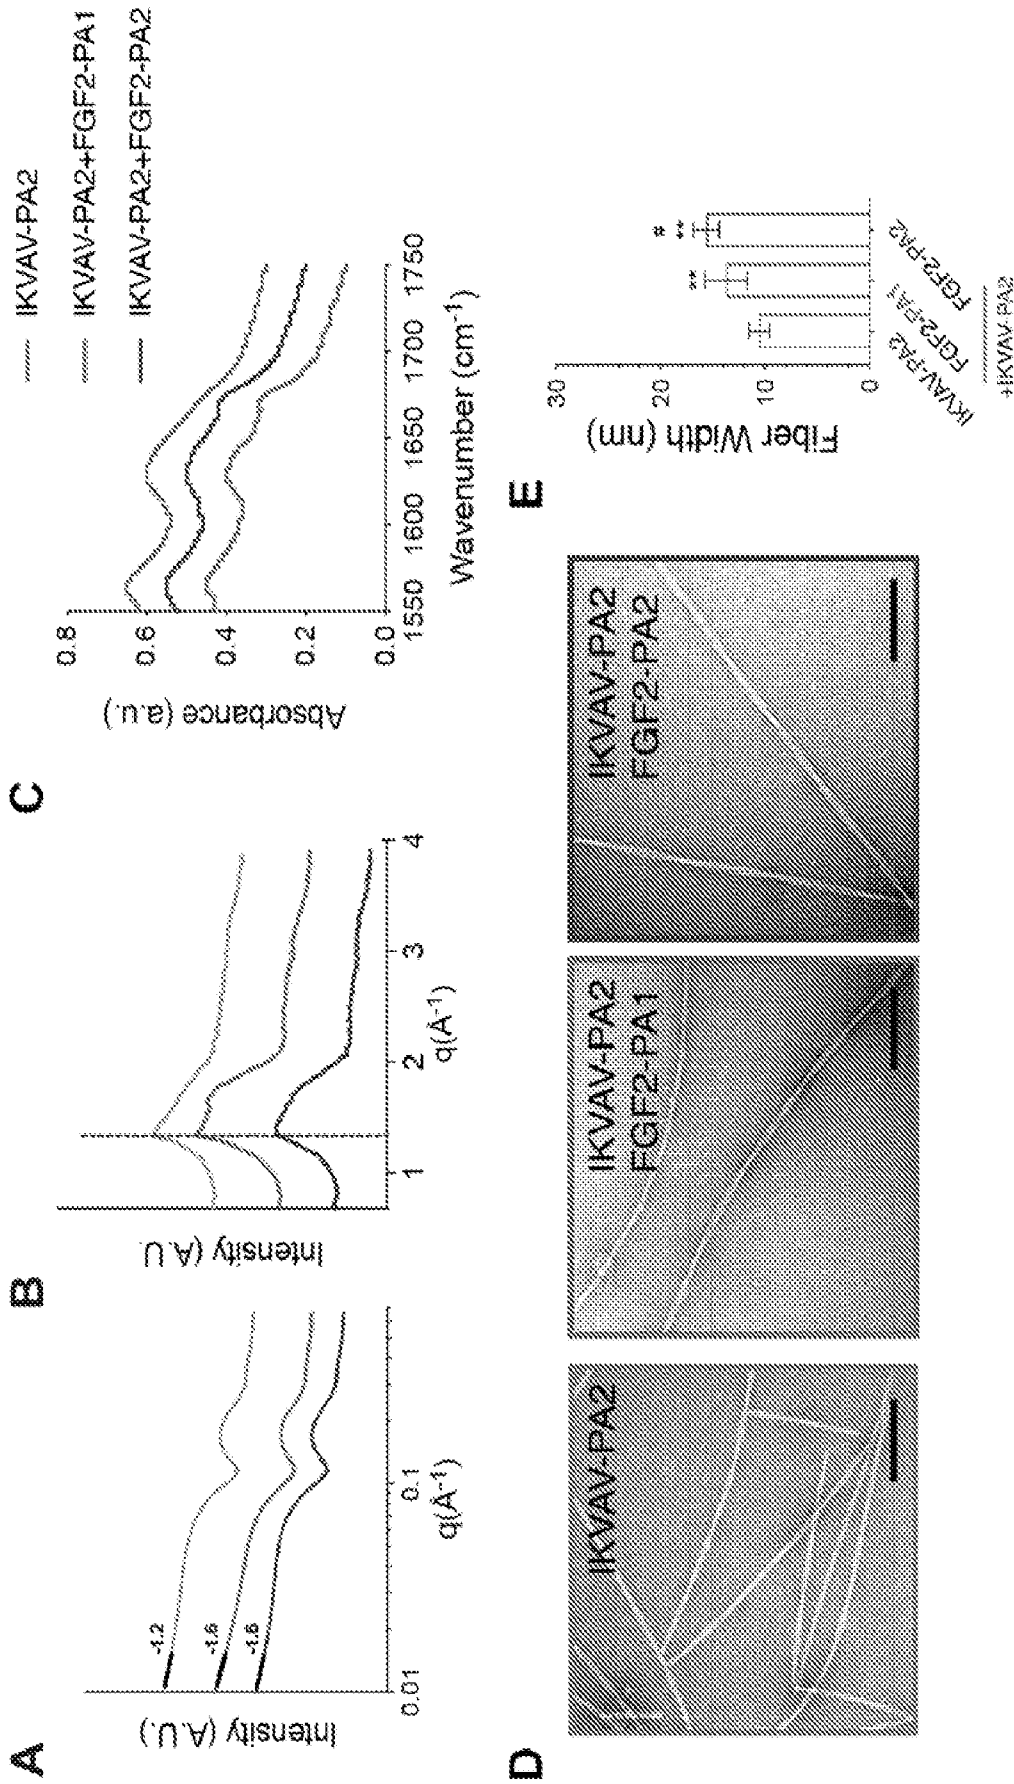 A
Intensity (A.U.)
-1.2
-1.6
-1.6
0.01
0.1
q(Å-1)
B
Intensity (A.U.
1
2
3
4
q(Å-1)
C
Absorbance (a.u.)
0.8
0.6
0.4
0.2
0.0
1550
1600
1650
1700
1750
Wavenumber (cm-1)
IKVAV-PA2
IKVAV-PA2+FGF2-PA1
IKVAV-PA2+FGF2-PA2
D
IKVAV-PA2
IKVAV-PA2
FGF2-PA1
IKVAV-PA2
FGF2-PA2
E
Fiber Width (nm)
30
20
10
0
**
**
#
IKVAV-PA2
FGF2-PA1
FGF2-PA2
+IKVAV-PA2